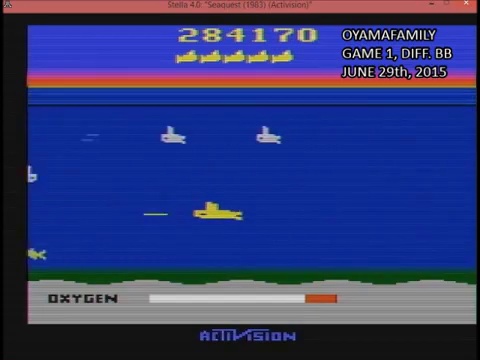 Stella 4.0: "Seaquest (1983) (Activision)"
284170
OYAMAFAMILY
GAME 1, DIFF. BB
JUNE 29th, 2015
OXYGEN
ACTIVISION